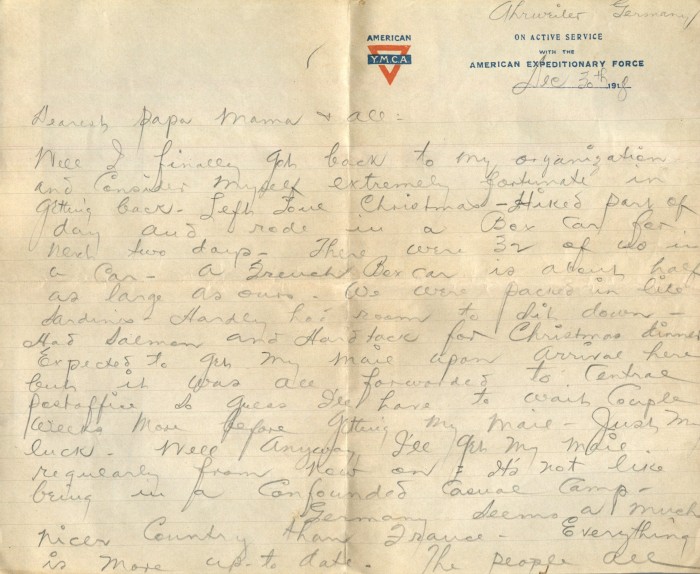 Ahrweiler Germany
AMERICAN
Y.M.C.A.
ON ACTIVE SERVICE
WITH THE
AMERICAN EXPEDITIONARY FORCE
Dec 30th 1918
Dearest papa Mama & all:
Well I finally got back to my organization
and Consider Myself extremely fortunate in
getting back - Left Toul Christmas - Hiked part of
day and rode in a Box Car for
next two days - There were 32 of us in
a Car - a French Box car is about half
as large as ours. We were packed in like
Sardines - Hardly had room to sit down -
Had Salmon and Hardtack for Christmas dinner
Expected to get My Mail upon arrival here
but it was all forwarded to Central
postoffice so guess I'll have to wait Couple
weeks More before getting My Mail - Just My
luck - Well Anyway I'll get My Mail
regularly from Now on : It's not like
being in a Confounded Casual Camp -
Germany seems a much
nicer Country than France - Everything
is More up-to date. The people all